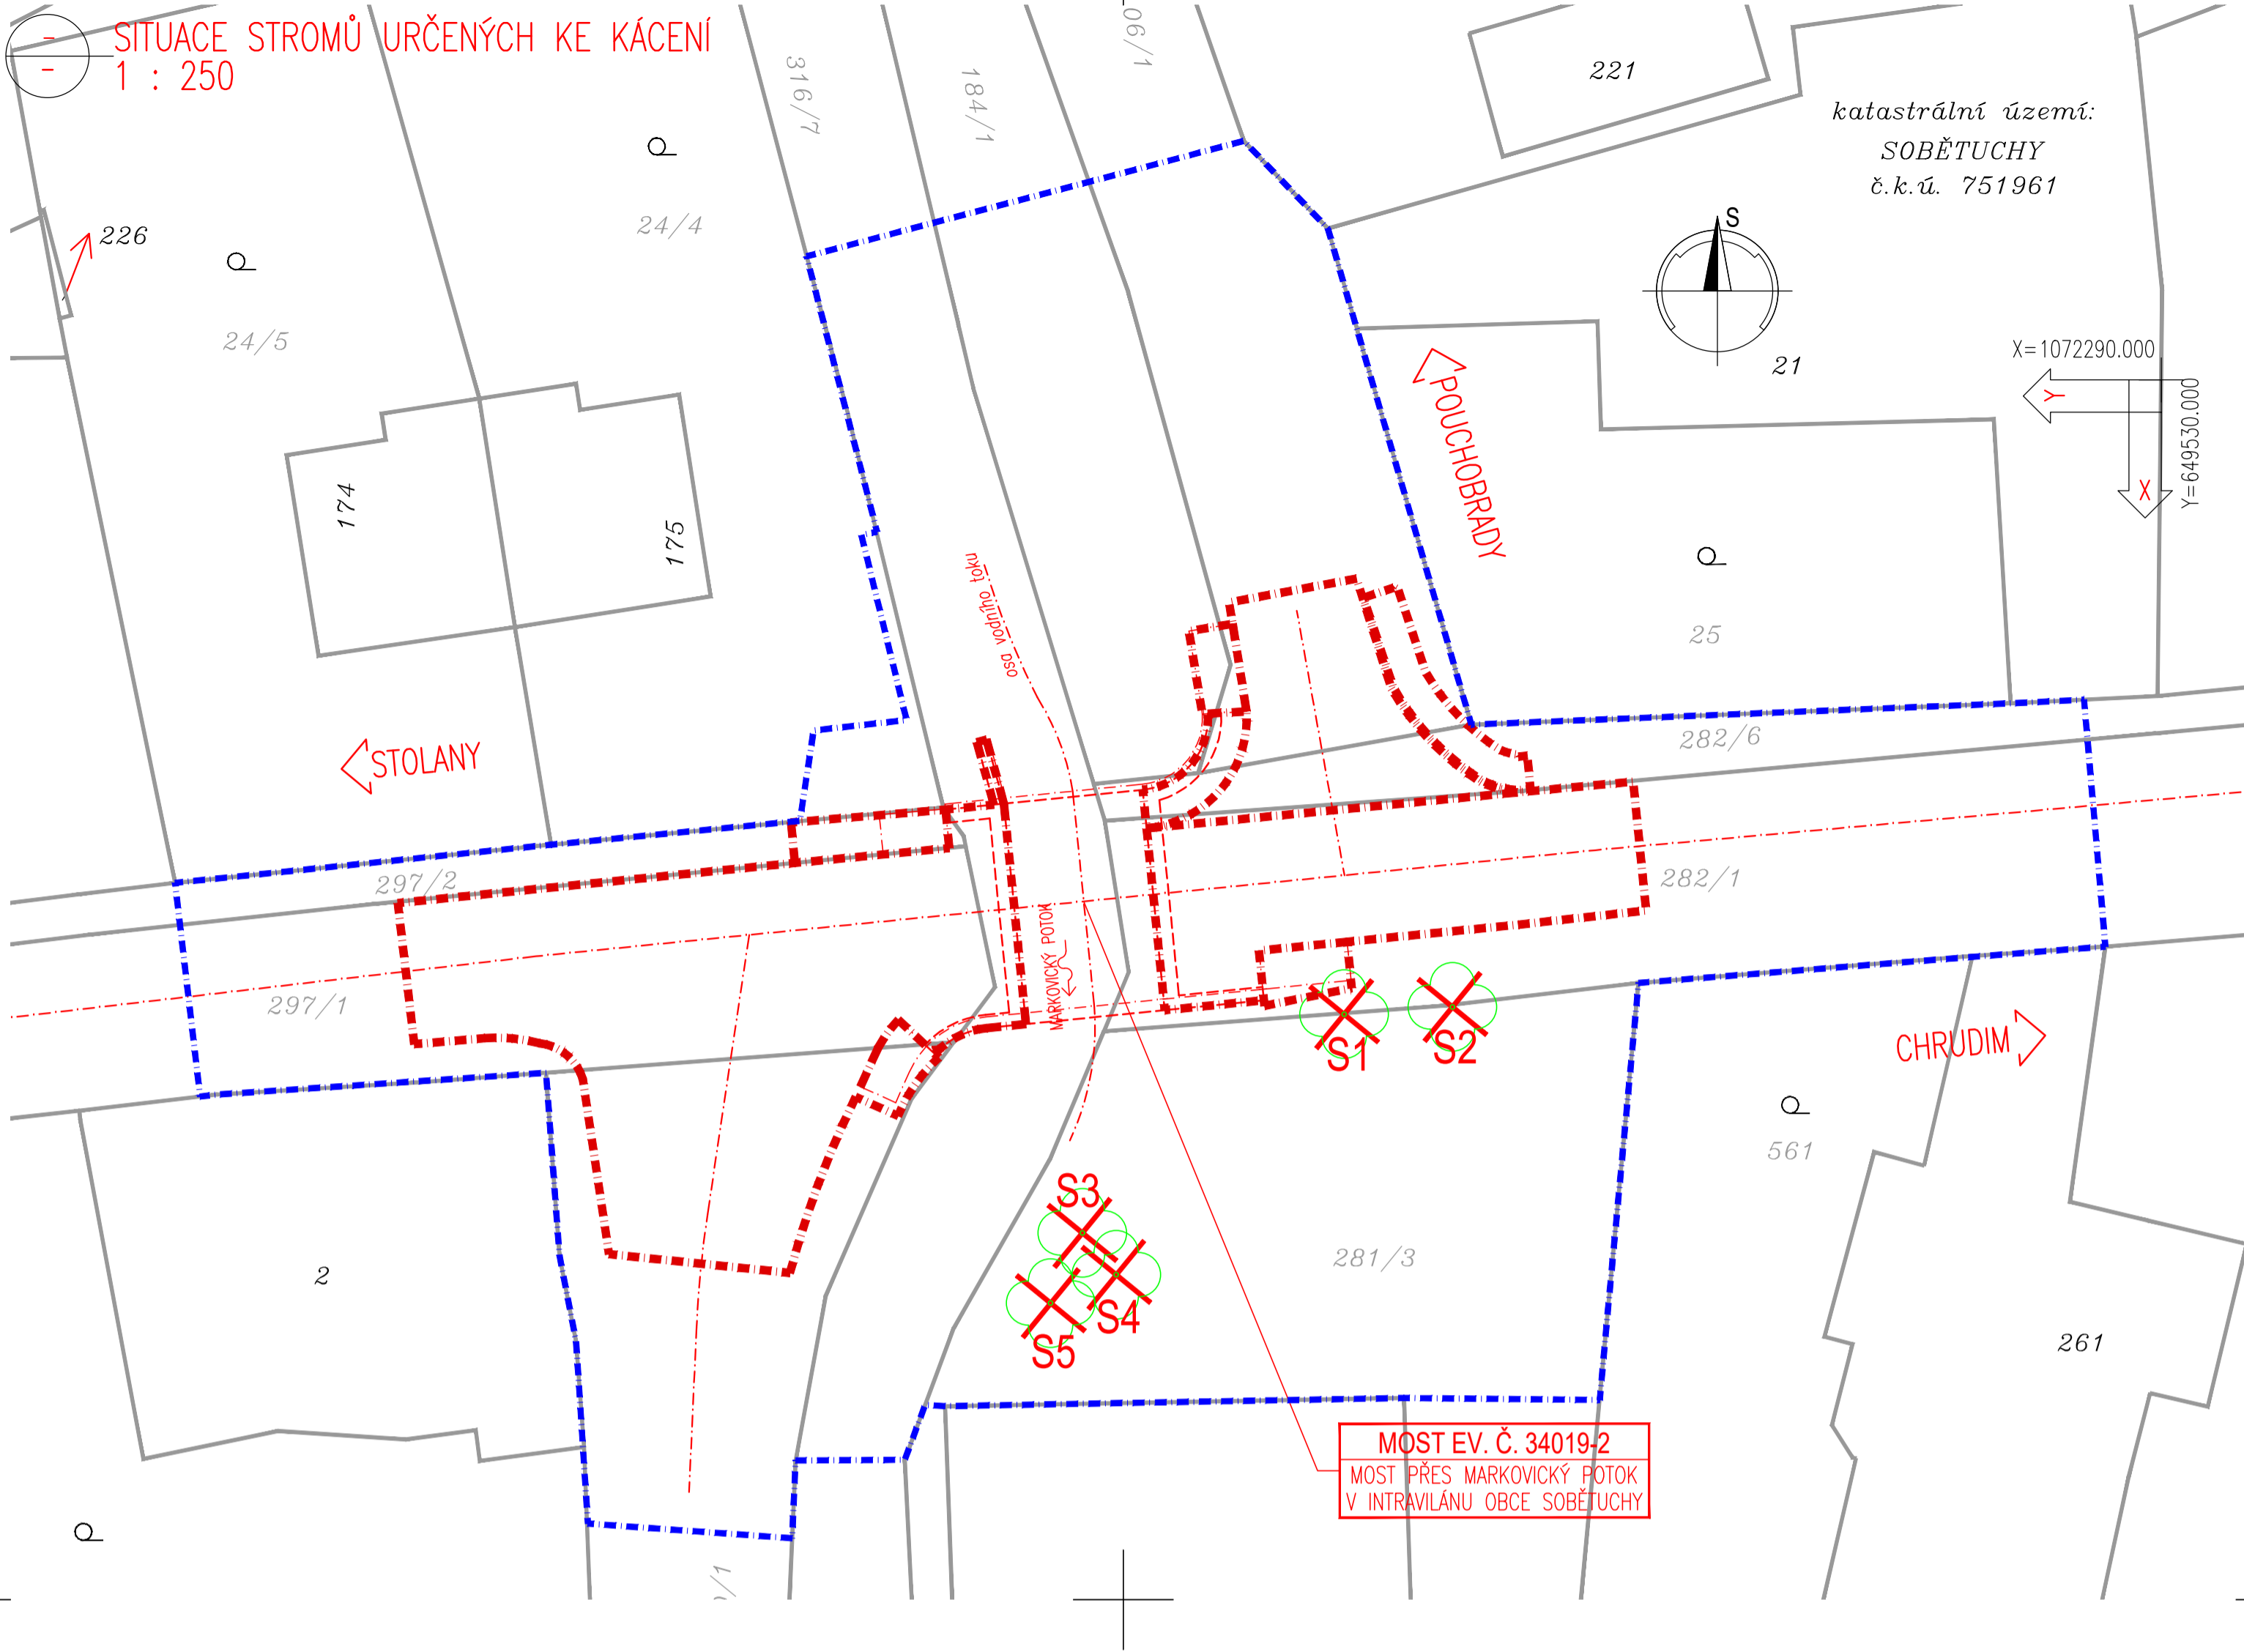 SITUACE STROMŮ URČENÝCH KE KÁCENÍ
1 : 250
316/7
184/1
06/1
221
katastrální území:
SOBĚTUCHY
č.k.ú. 751961
226
24/4
24/5
S
21
X=1072290.000
Y
X
Y=649530.000
POUCHOBRADY
174
175
osa vodního toku
25
STOLANY
282/6
297/2
282/1
297/1
MARKOVICKÝ POTOK
S1
S2
CHRUDIM
561
S3
S4
S5
281/3
2
261
MOST EV. Č. 34019-2
MOST PŘES MARKOVICKÝ POTOK
V INTRAVILÁNU OBCE SOBĚTUCHY